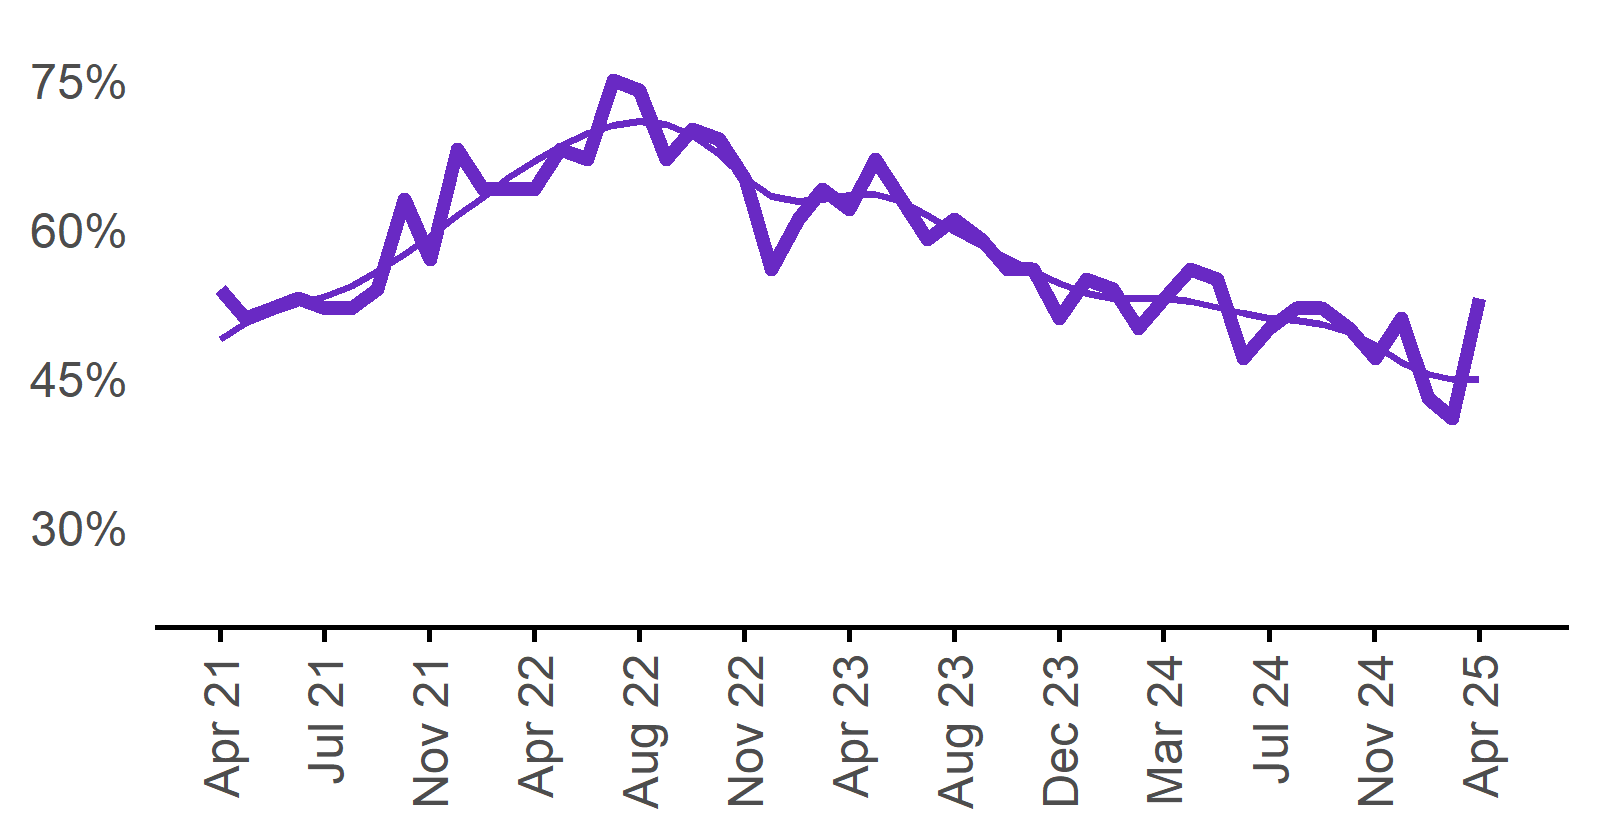 75%
60%
45%
30%
Apr 21
Jul 21
Nov 21
Apr 22
Aug 22
Nov 22
Apr 23
Aug 23
Dec 23
Mar 24
Jul 24
Nov 24
Apr 25